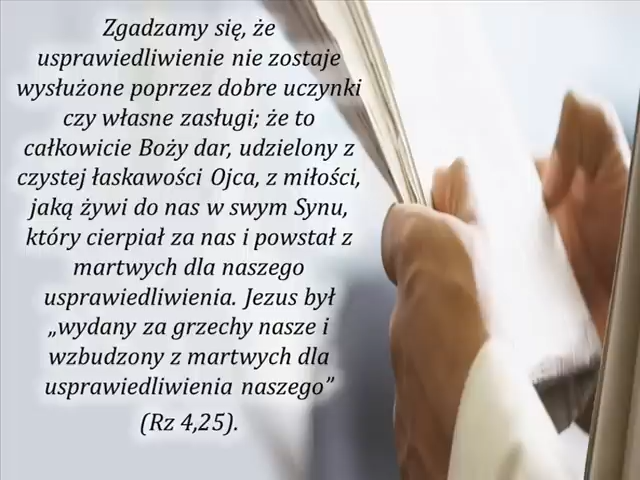 Zgadzamy się, że
usprawiedliwienie nie zostaje
wysłużone poprzez dobre uczynki
czy własne zasługi; że to
całkowicie Boży dar, udzielony z
czystej łaskawości Ojca, z miłości,
jaką żywi do nas w swym Synu,
który cierpiał za nas i powstał z
martwych dla naszego
usprawiedliwienia. Jezus był
„wydany za grzechy nasze i
wzbudzony z martwych dla
usprawiedliwienia naszego”
(Rz 4,25).